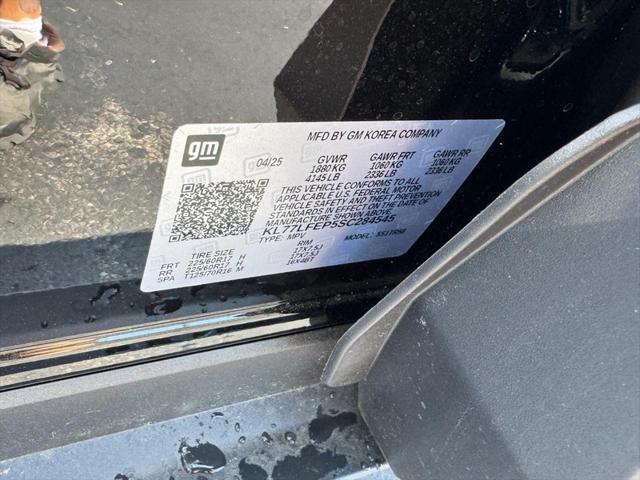 gm
MFD BY GM KOREA COMPANY
04/25 GVWR GAWR FRT GAWR RR
1880 KG 1060 KG 1060 KG
4145 LB 2336 LB 2336 LB
THIS VEHICLE CONFORMS TO ALL
APPLICABLE U.S. FEDERAL MOTOR
VEHICLE SAFETY AND THEFT PREVENTION
STANDARDS IN EFFECT ON THE DATE OF
MANUFACTURE SHOWN ABOVE.
KL77LFEP5SC284545
TYPE: MPV MODEL:
TIRE SIZE RIM
FRT 225/60R17 H 17X7.5J
RR 225/60R17 H 17X7.5J
SPA T125/70R16 M 16X4BT